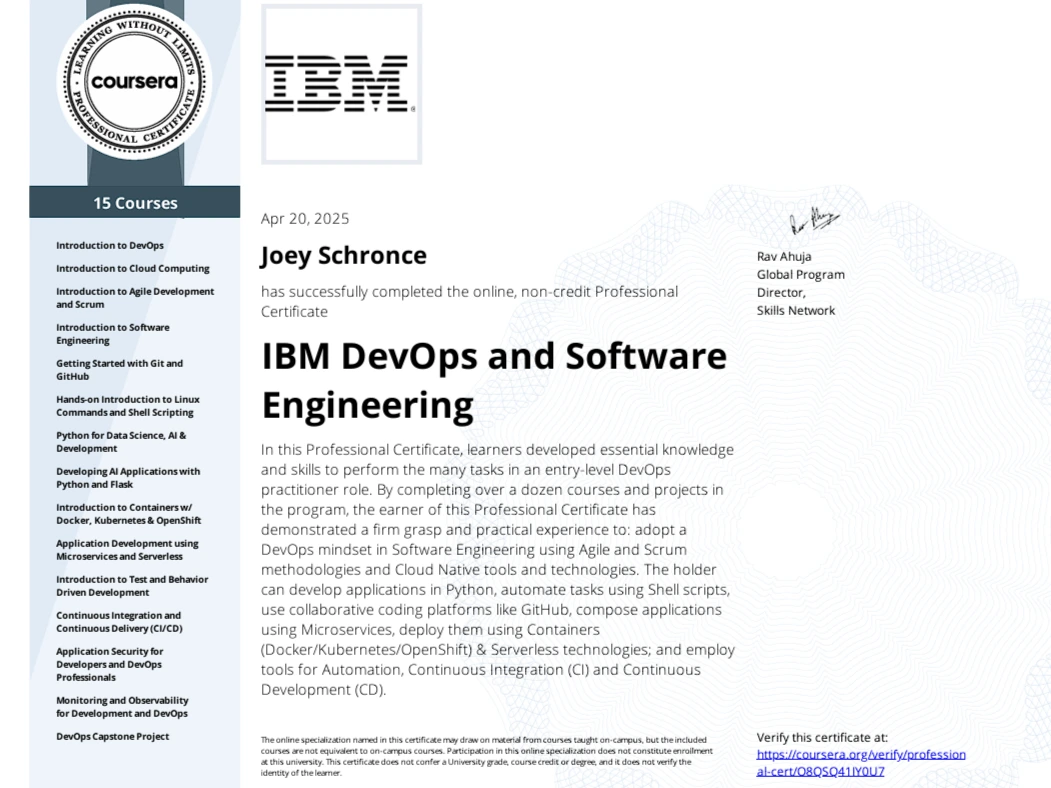 LEARNING WITHOUT LIMITS
coursera
PROFESSIONAL CERTIFICATE
IBM
15 Courses
Introduction to DevOps
Introduction to Cloud Computing
Introduction to Agile Development
and Scrum
Introduction to Software
Engineering
Getting Started with Git and
GitHub
Hands-on Introduction to Linux
Commands and Shell Scripting
Python for Data Science, AI &
Development
Developing AI Applications with
Python and Flask
Introduction to Containers w/
Docker, Kubernetes & OpenShift
Application Development using
Microservices and Serverless
Introduction to Test and Behavior
Driven Development
Continuous Integration and
Continuous Delivery (CI/CD)
Application Security for
Developers and DevOps
Professionals
Monitoring and Observability
for Development and DevOps
DevOps Capstone Project
Apr 20, 2025
Joey Schronce
has successfully completed the online, non-credit Professional
Certificate
IBM DevOps and Software
Engineering
In this Professional Certificate, learners developed essential knowledge
and skills to perform the many tasks in an entry-level DevOps
practitioner role. By completing over a dozen courses and projects in
the program, the earner of this Professional Certificate has
demonstrated a firm grasp and practical experience to: adopt a
DevOps mindset in Software Engineering using Agile and Scrum
methodologies and Cloud Native tools and technologies. The holder
can develop applications in Python, automate tasks using Shell scripts,
use collaborative coding platforms like GitHub, compose applications
using Microservices, deploy them using Containers
(Docker/Kubernetes/OpenShift) & Serverless technologies; and employ
tools for Automation, Continuous Integration (CI) and Continuous
Development (CD).
The online specialization named in this certificate may draw on material from courses taught on-campus, but the included
courses are not equivalent to on-campus courses. Participation in this online specialization does not constitute enrollment
at this university. This certificate does not confer a University grade, course credit or degree, and it does not verify the
identity of the learner.
Rav Ahuja
Rav Ahuja
Global Program
Director,
Skills Network
Verify this certificate at:
https://coursera.org/verify/profession
al-cert/O8QSQ41IY0U7